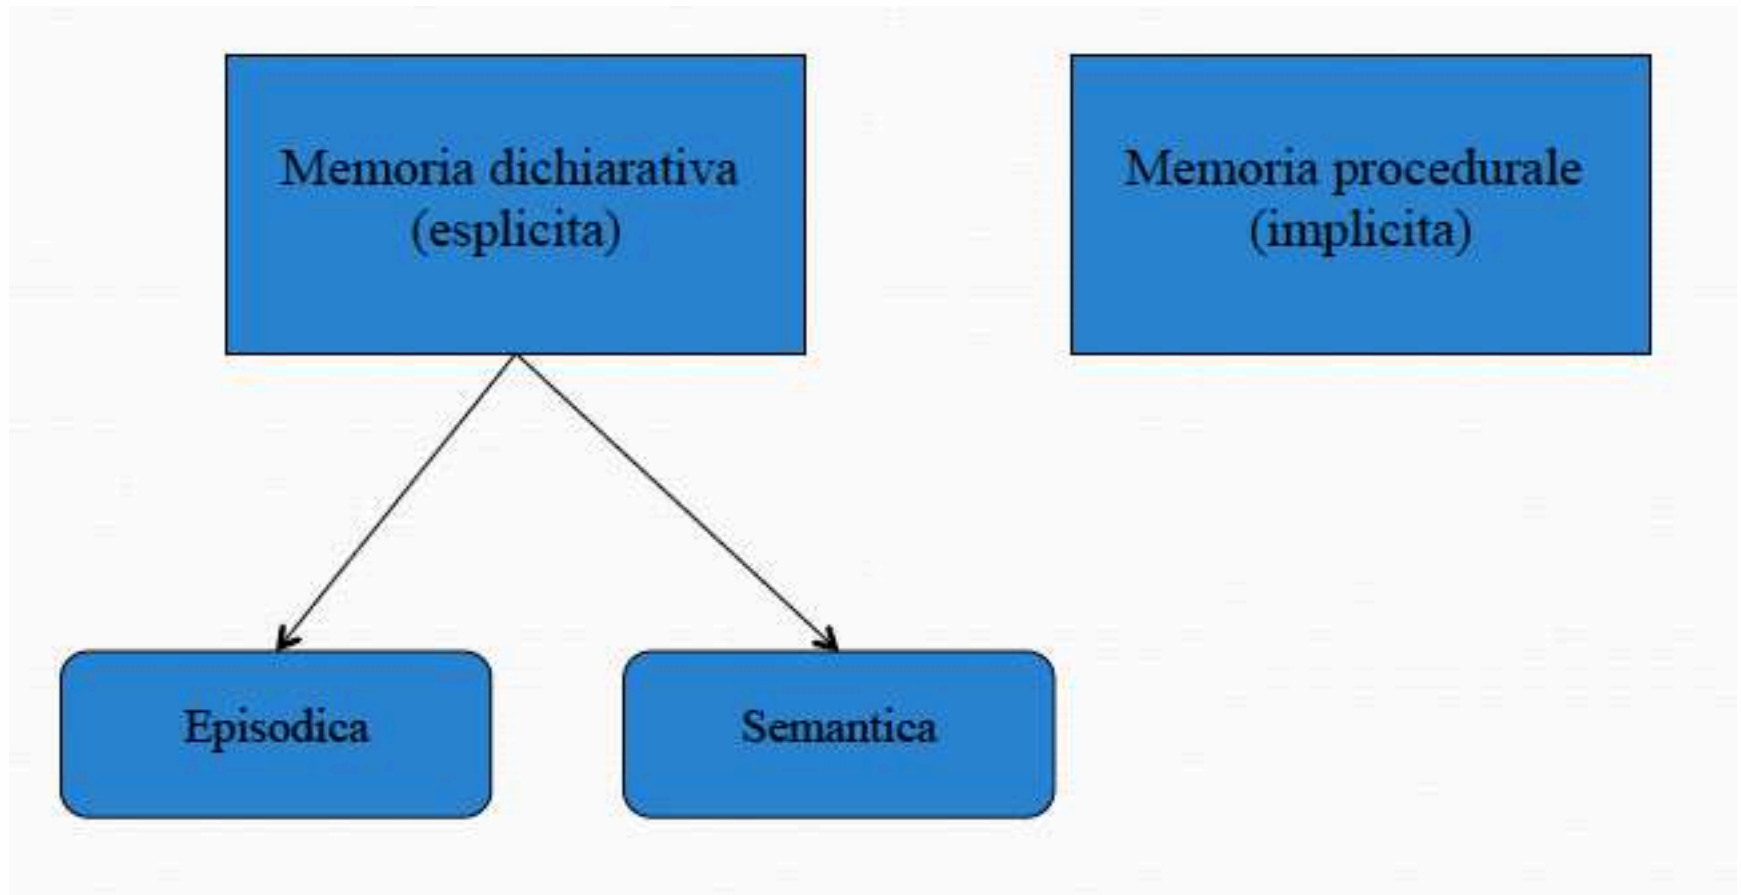 Memoria dichiarativa
(esplicita)
Memoria procedurale
(implicita)
Episodica
Semantica